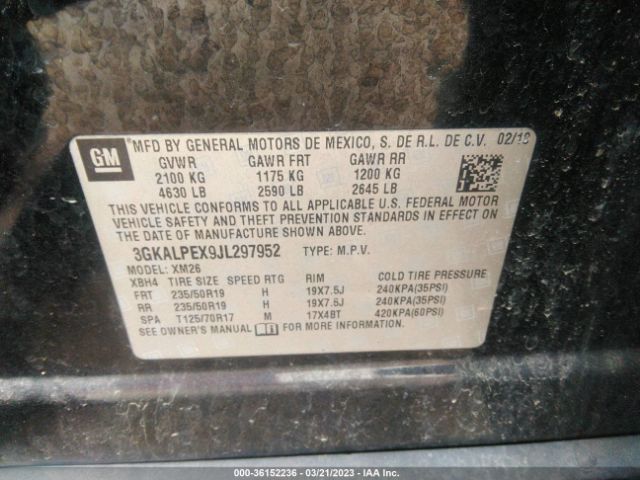 GM
MFD BY GENERAL MOTORS DE MEXICO, S. DE R.L. DE C.V. 02/18
GVWR GAWR FRT GAWR RR
2100 KG 1175 KG 1200 KG
4630 LB 2590 LB 2645 LB
THIS VEHICLE CONFORMS TO ALL APPLICABLE U.S. FEDERAL MOTOR
VEHICLE SAFETY AND THEFT PREVENTION STANDARDS IN EFFECT ON
THE DATE OF MANUFACTURE SHOWN ABOVE.
3GKALPEX9JL297952 TYPE: M.P.V.
MODEL: XM26
XBH4 TIRE SIZE SPEED RTG RIM COLD TIRE PRESSURE
FRT 235/50R19 H 19X7.5J 240KPA(35PSI)
RR 235/50R19 H 19X7.5J 240KPA(35PSI)
SPA T125/70R17 M 17X4BT 420KPA(60PSI)
SEE OWNER'S MANUAL FOR MORE INFORMATION.
000-36152236 - 03/21/2023 - IAA Inc.